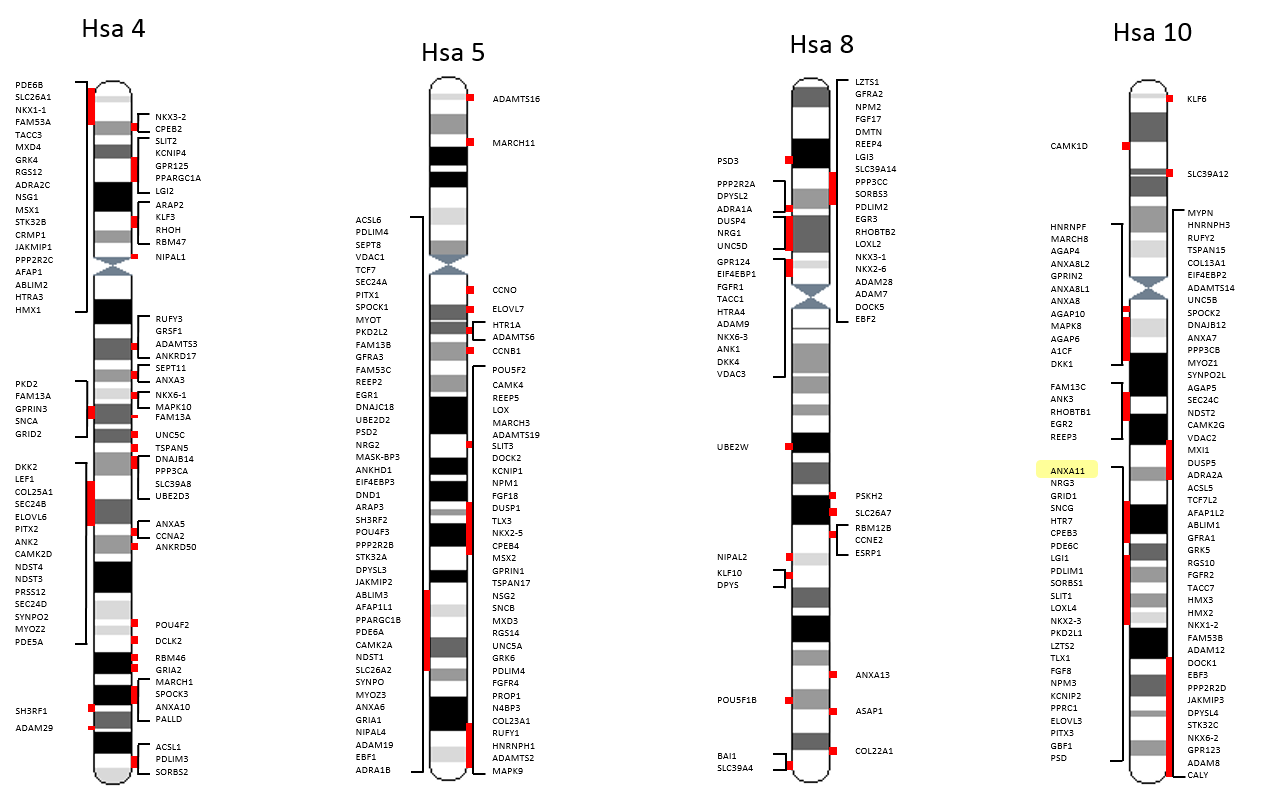 Hsa 4
PDE6B
SLC26A1
NKX1-1
FAM53A
TACC3
MXD4
GRK4
RGS12
ADRA2C
NSG1
MSX1
STK32B
CRMP1
JAKMIP1
PPP2R2C
AFAP1
ABLIM2
HTRA3
HMX1
PKD2
FAM13A
GPRIN3
SNCA
GRID2
DKK2
LEF1
COL25A1
SEC24B
ELOVL6
PITX2
ANK2
CAMK2D
NDST4
NDST3
PRSS12
SEC24D
SYNPO2
MYOZ2
PDE5A
SH3RF1
ADAM29
NKX3-2
CPEB2
SLIT2
KCNIP4
GPR125
PPARGC1A
LGI2
ARAP2
KLF3
RHOH
RBM47
NIPAL1
RUFY3
GRSF1
ADAMTS3
ANKRD17
SEPT11
ANXA3
NKX6-1
MAPK10
FAM13A
UNC5C
TSPAN5
DNAJB14
PPP3CA
SLC39A8
UBE2D3
ANXA5
CCNA2
ANKRD50
POU4F2
DCLK2
RBM46
GRIA2
MARCH1
SPOCK3
ANXA10
PALLD
ACSL1
PDLIM3
SORBS2
Hsa 5
ACSL6
PDLIM4
SEPT8
VDAC1
TCF7
SEC24A
PITX1
SPOCK1
MYOT
PKD2L2
FAM13B
GFRA3
FAM53C
REEP2
EGR1
DNAJC18
UBE2D2
PSD2
NRG2
MASK-BP3
ANKHD1
EIF4EBP3
DND1
ARAP3
SH3RF2
POU4F3
PPP2R2B
STK32A
DPYSL3
JAKMIP2
ABLIM3
AFAP1L1
PPARGC1B
PDE6A
CAMK2A
NDST1
SLC26A2
SYNPO
MYOZ3
ANXA6
GRIA1
NIPAL4
ADAM19
EBF1
ADRA1B
ADAMTS16
MARCH11
CCNO
ELOVL7
HTR1A
ADAMTS6
CCNB1
POU5F2
CAMK4
REEP5
LOX
MARCH3
ADAMTS19
SLIT3
DOCK2
KCNIP1
NPM1
FGF18
DUSP1
TLX3
NKX2-5
CPEB4
MSX2
GPRIN1
TSPAN17
NSG2
SNCB
MXD3
RGS14
UNC5A
GRK6
PDLIM4
FGFR4
PROP1
N4BP3
COL23A1
RUFY1
HNRNPH1
ADAMTS2
MAPK9
Hsa 8
PSD3
PPP2R2A
DPYSL2
ADRA1A
DUSP4
NRG1
UNC5D
GPR124
EIF4EBP1
FGFR1
TACC1
HTRA4
ADAM9
NKX6-3
ANK1
DKK4
VDAC3
UBE2W
NIPAL2
KLF10
DPYS
POU5F1B
BAI1
SLC39A4
LZTS1
GFRA2
NPM2
FGF17
DMTN
REEP4
LGI3
SLC39A14
PPP3CC
SORBS3
PDLIM2
EGR3
RHOBTB2
LOXL2
NKX3-1
NKX2-6
ADAM28
ADAM7
DOCK5
EBF2
PSKH2
SLC26A7
RBM12B
CCNE2
ESRP1
ANXA13
ASAP1
COL22A1
Hsa 10
CAMK1D
HNRNPF
MARCH8
AGAP4
ANXA8L2
GPRIN2
ANXA8L1
ANXA8
AGAP10
MAPK8
AGAP6
A1CF
DKK1
FAM13C
ANK3
RHOBTB1
EGR2
REEP3
ANXA11
NRG3
GRID1
SNCG
HTR7
CPEB3
PDE6C
LGI1
PDLIM1
SORBS1
SLIT1
LOXL4
NKX2-3
PKD2L1
LZTS2
TLX1
FGF8
NPM3
KCNIP2
PPRC1
ELOVL3
PITX3
GBF1
PSD
KLF6
SLC39A12
MYPN
HNRNPH3
RUFY2
TSPAN15
COL13A1
EIF4EBP2
ADAMTS14
UNC5B
SPOCK2
DNAJB12
ANXA7
PPP3CB
MYOZ1
SYNPO2L
AGAP5
SEC24C
NDST2
CAMK2G
VDAC2
MXI1
DUSP5
ADRA2A
ACSL5
TCF7L2
AFAP1L2
ABLIM1
GFRA1
GRK5
RGS10
FGFR2
TACC7
HMX3
HMX2
NKX1-2
FAM53B
ADAM12
DOCK1
EBF3
PPP2R2D
JAKMIP3
DPYSL4
STK32C
NKX6-2
GPR123
ADAM8
CALY